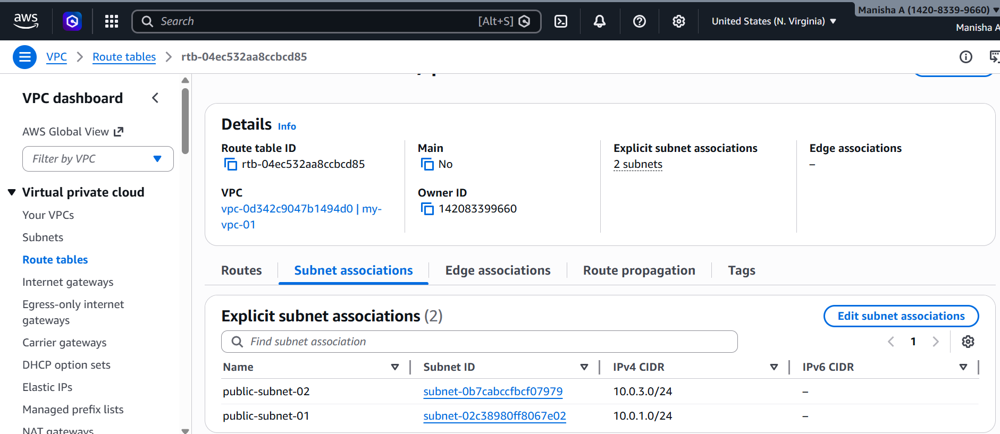 aws
Search
[Alt+S]
United States (N. Virginia)
Manisha A (1420-8339-9660)
Manisha A
VPC
Route tables
rtb-04ec532aa8ccbcd85
VPC dashboard
AWS Global View
Filter by VPC
Virtual private cloud
Your VPCs
Subnets
Route tables
Internet gateways
Egress-only internet
gateways
Carrier gateways
DHCP option sets
Elastic IPs
Managed prefix lists
NAT gateways
Details Info
Route table ID
rtb-04ec532aa8ccbcd85
Main
No
Explicit subnet associations
2 subnets
Edge associations
–
VPC
vpc-0d342c9047b1494d0 | my-
vpc-01
Owner ID
142083399660
Routes
Subnet associations
Edge associations
Route propagation
Tags
Explicit subnet associations (2)
Edit subnet associations
Find subnet association
1
Name Subnet ID IPv4 CIDR IPv6 CIDR
public-subnet-02 subnet-0b7cabccfbcf07979 10.0.3.0/24 –
public-subnet-01 subnet-02c38980ff8067e02 10.0.1.0/24 –